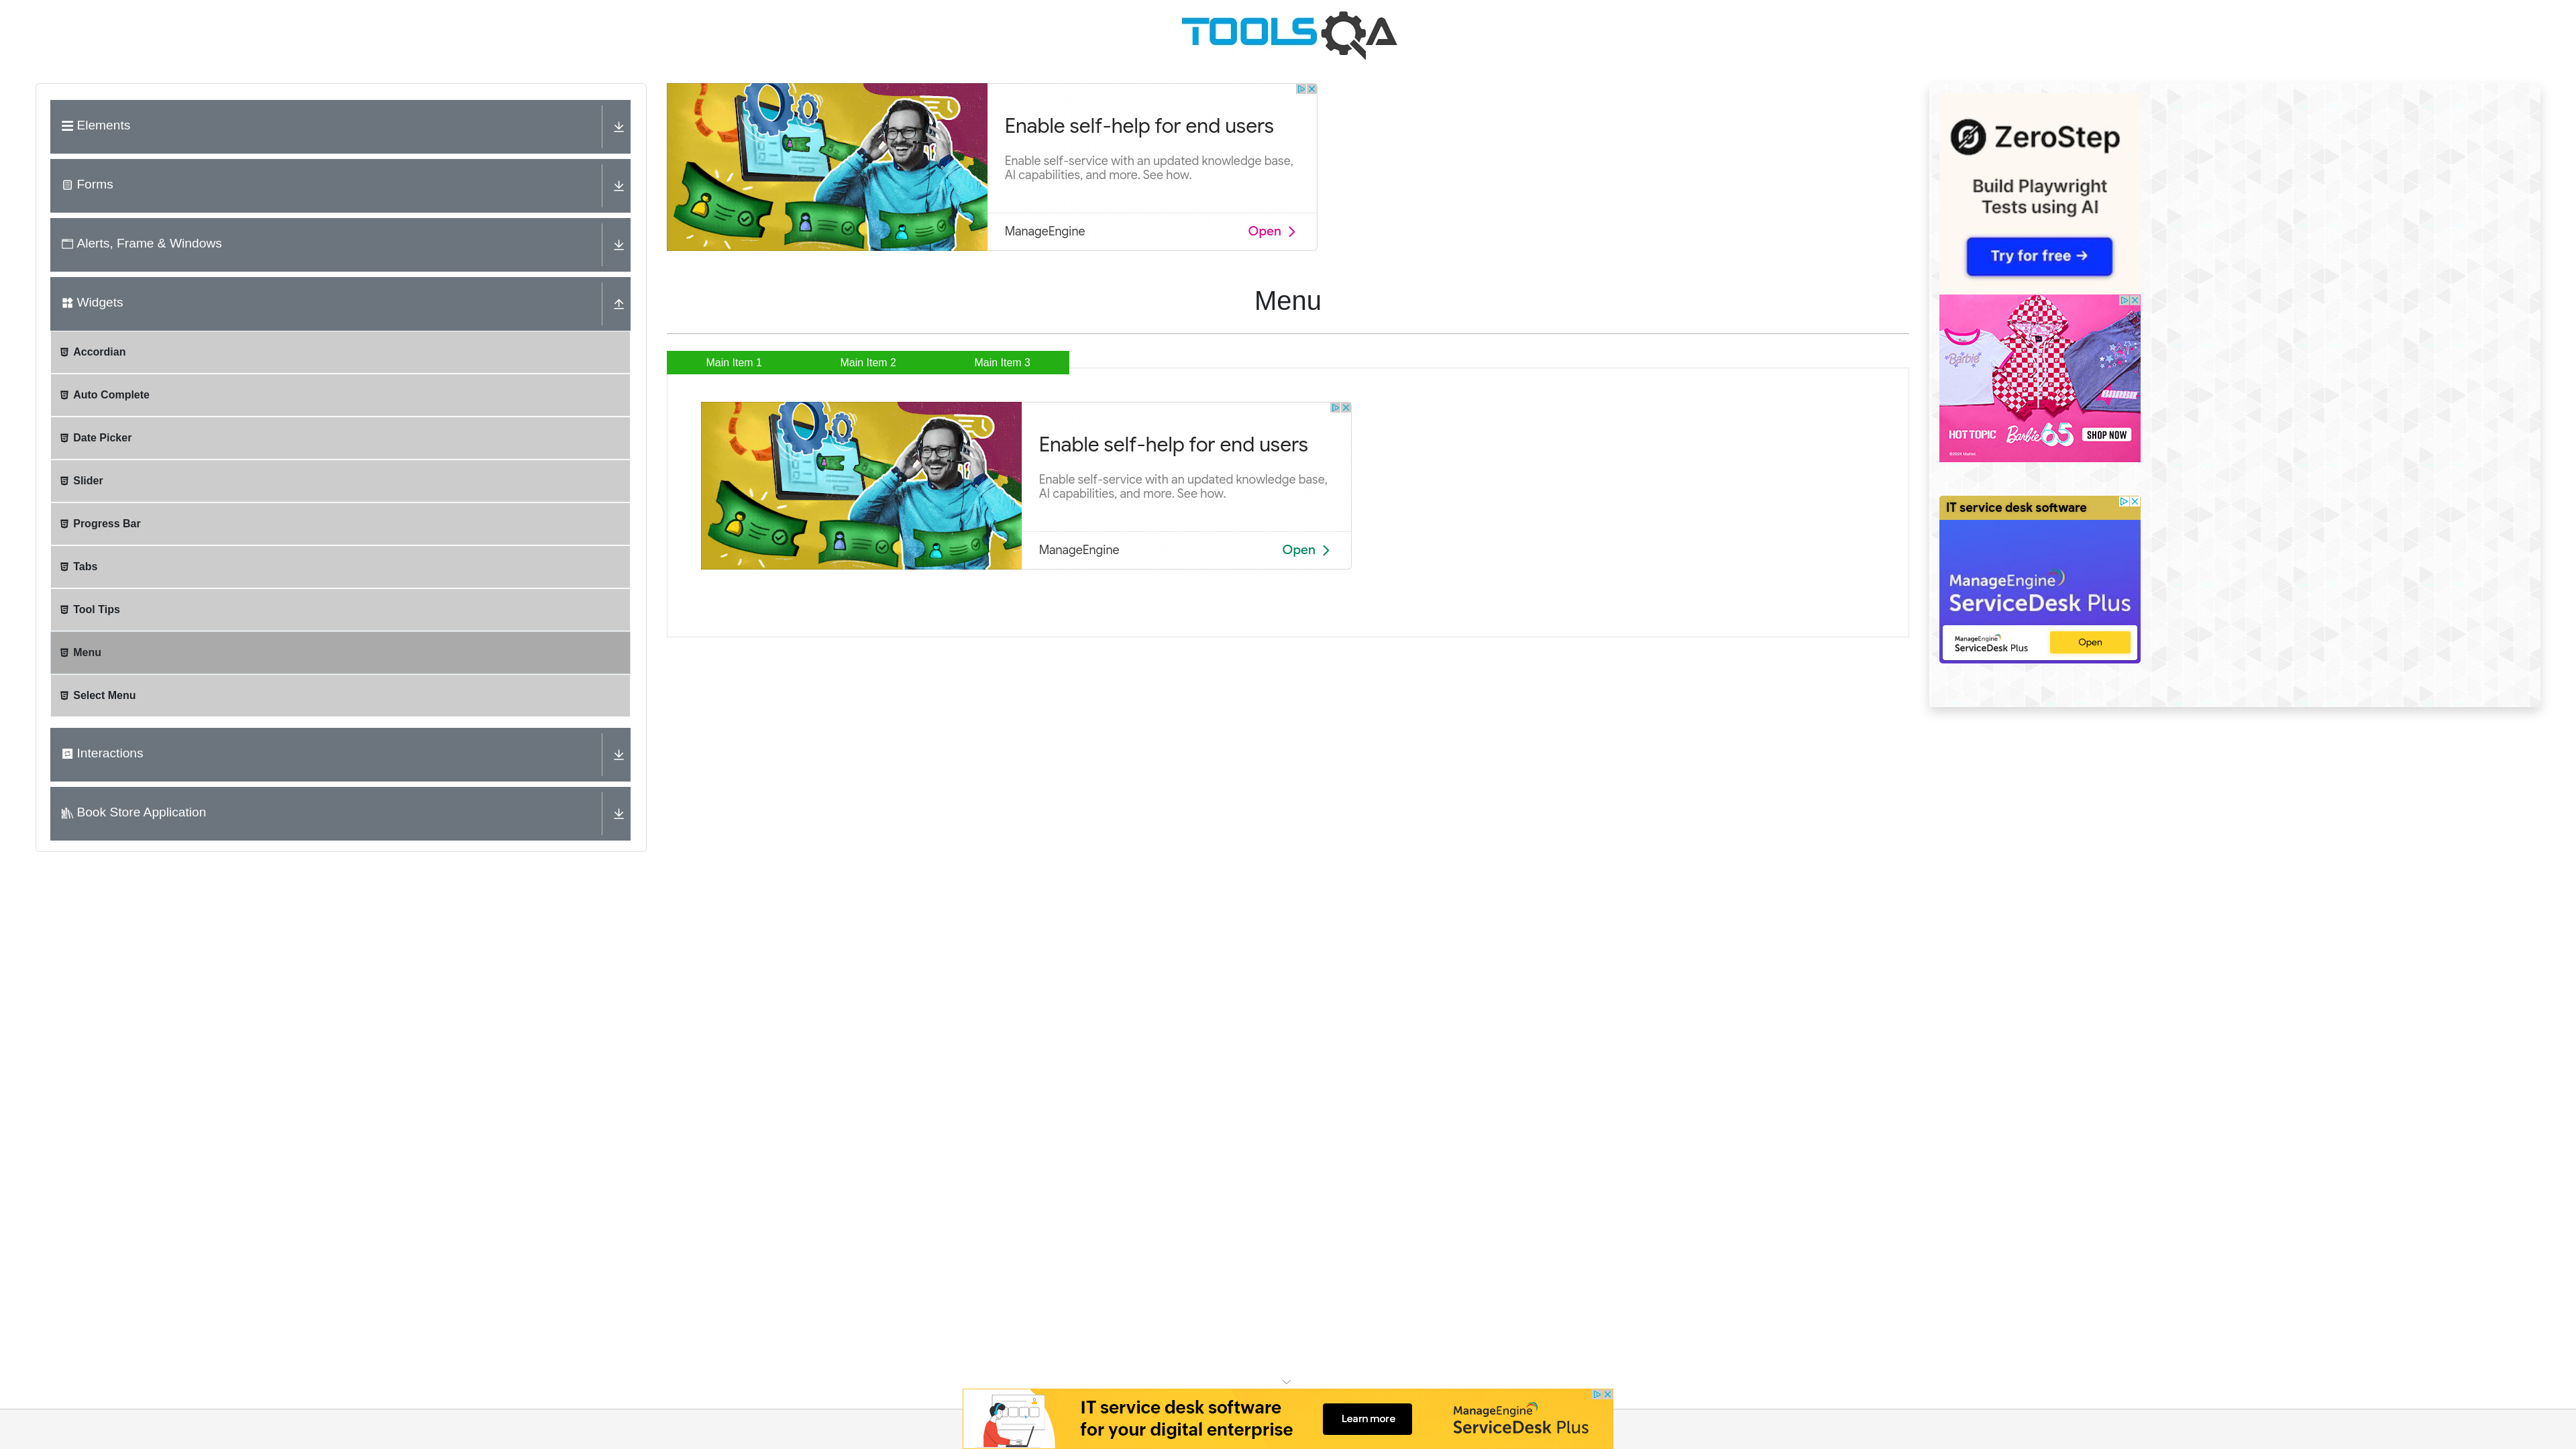 TOOLSQA
Elements
Forms
Alerts, Frame & Windows
Widgets
Accordian
Auto Complete
Date Picker
Slider
Progress Bar
Tabs
Tool Tips
Menu
Select Menu
Interactions
Book Store Application
Enable self-help for end users
Enable self-service with an updated knowledge base,
AI capabilities, and more. See how.
ManageEngine
Open
Menu
Main Item 1
Main Item 2
Main Item 3
Enable self-help for end users
Enable self-service with an updated knowledge base,
AI capabilities, and more. See how.
ManageEngine
Open
ZeroStep
Build Playwright
Tests using AI
Try for free →
Barbie
BARBIE
HOT TOPIC
Barbie 65
SHOP NOW
©2024 Mattel.
IT service desk software
ManageEngine
ServiceDesk Plus
ManageEngine
ServiceDesk Plus
Open
IT service desk software
for your digital enterprise
Learn more
ManageEngine
ServiceDesk Plus